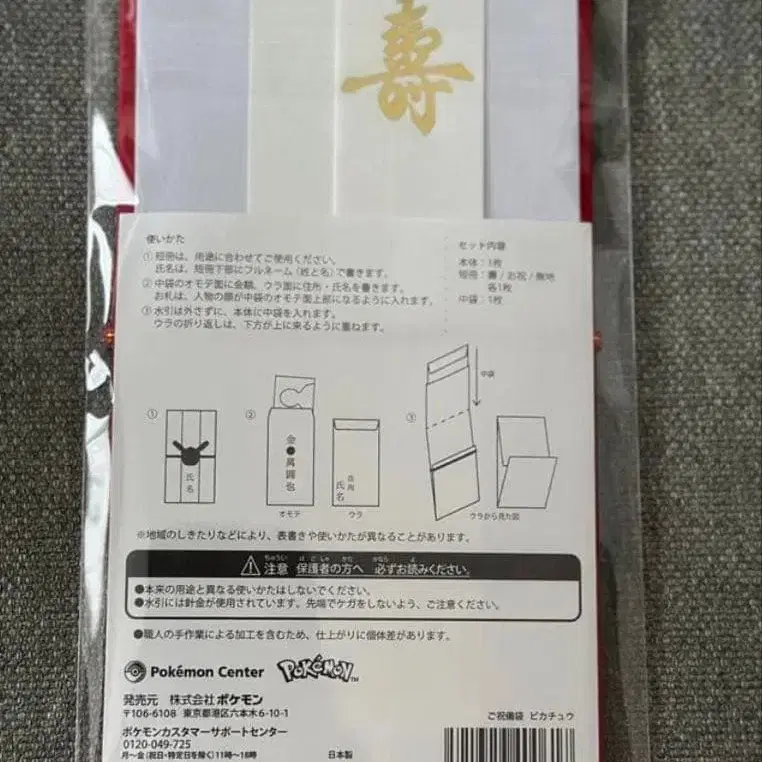 壽
使いかた
① 短冊は、用途に合わせてご使用ください。
氏名は、短冊下部にフルネーム（姓と名）で書きます。
② 中袋のオモテ面に金額、ウラ面に住所・氏名を書きます。
お札は、人物の顔が中袋のオモテ面上部になるように入れます。
③ 水引は外さずに、本体に中袋を入れます。
ウラの折り返しは、下方が上に来るように重ねます。
セット内容
本体：1枚
短冊：壽／お祝／無地
各1枚
中袋：1枚
①
氏名
②
金●萬圓也
オモテ
住所
氏名
ウラ
③
中袋
ウラから見た図
※地域のしきたりなどにより、表書きや使いかたが異なることがあります。
ちゅうい ほごしゃ かた かなら よ
注意 保護者の方へ 必ずお読みください。
●本来の用途と異なる使いかたはしないでください。
●水引には針金が使用されています。先端でケガをしないよう、ご注意ください。
●職人の手作業による加工を含むため、仕上がりに個体差があります。
Pokémon Center POKÉMON TM
発売元 株式会社ポケモン
〒106-6108 東京都港区六本木6-10-1
ポケモンカスタマーサポートセンター
0120-049-725
月〜金（祝日・特定日を除く）11時〜18時
日本製
ご祝儀袋 ピカチュウ